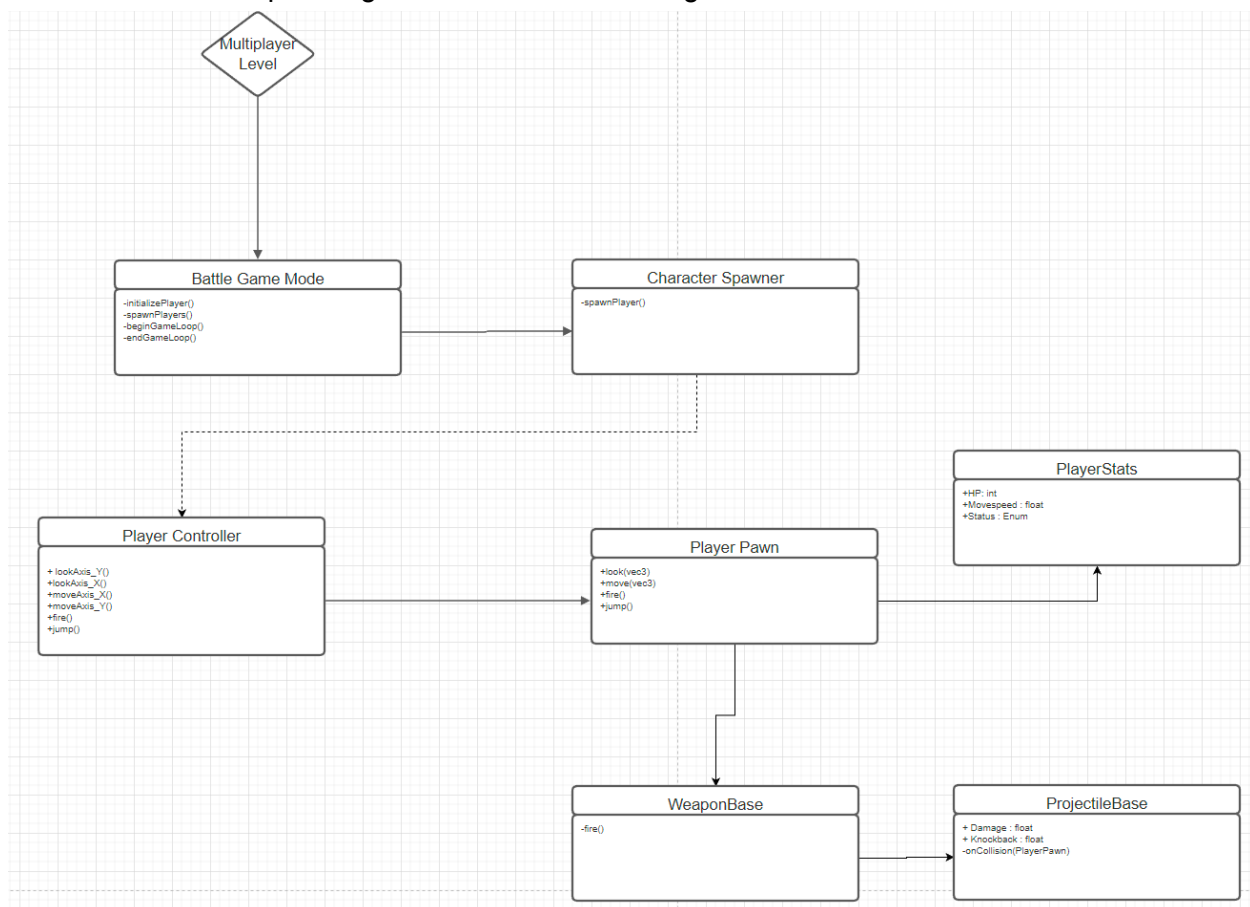 Multiplayer
Level
Battle Game Mode
-initializePlayer()
-spawnPlayers()
-beginGameLoop()
-endGameLoop()
Character Spawner
-spawnPlayer()
PlayerStats
+HP: int
+Movespeed : float
+Status : Enum
Player Controller
+ lookAxis_Y()
+lookAxis_X()
+moveAxis_X()
+moveAxis_Y()
+fire()
+jump()
Player Pawn
+look(vec3)
+move(vec3)
+fire()
+jump()
WeaponBase
-fire()
ProjectileBase
+ Damage : float
+ Knockback : float
-onCollision(PlayerPawn)